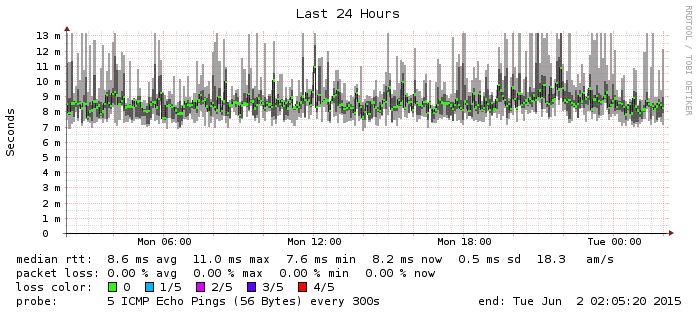 Last 24 Hours
RRDTOOL / TOBI OETIKER
Seconds
13 m
12 m
11 m
10 m
9 m
8 m
7 m
6 m
5 m
4 m
3 m
2 m
1 m
0
Mon 06:00 Mon 12:00 Mon 18:00 Tue 00:00
median rtt: 8.6 ms avg 11.0 ms max 7.6 ms min 8.2 ms now 0.5 ms sd 18.3 am/s
packet loss: 0.00 % avg 0.00 % max 0.00 % min 0.00 % now
loss color: 0 1/5 2/5 3/5 4/5
probe: 5 ICMP Echo Pings (56 Bytes) every 300s end: Tue Jun 2 02:05:20 2015